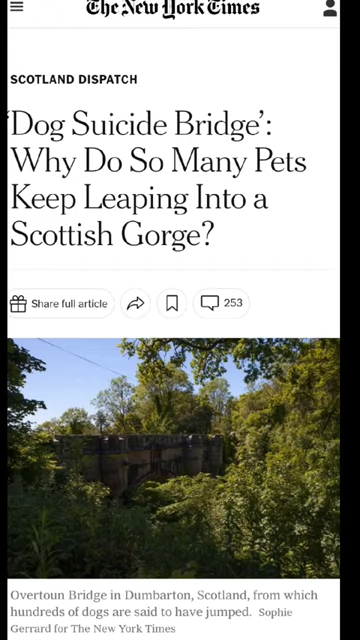 The New York Times
SCOTLAND DISPATCH
‘Dog Suicide Bridge’:
Why Do So Many Pets
Keep Leaping Into a
Scottish Gorge?
Share full article
253
Overtoun Bridge in Dumbarton, Scotland, from which
hundreds of dogs are said to have jumped. Sophie
Gerrard for The New York Times